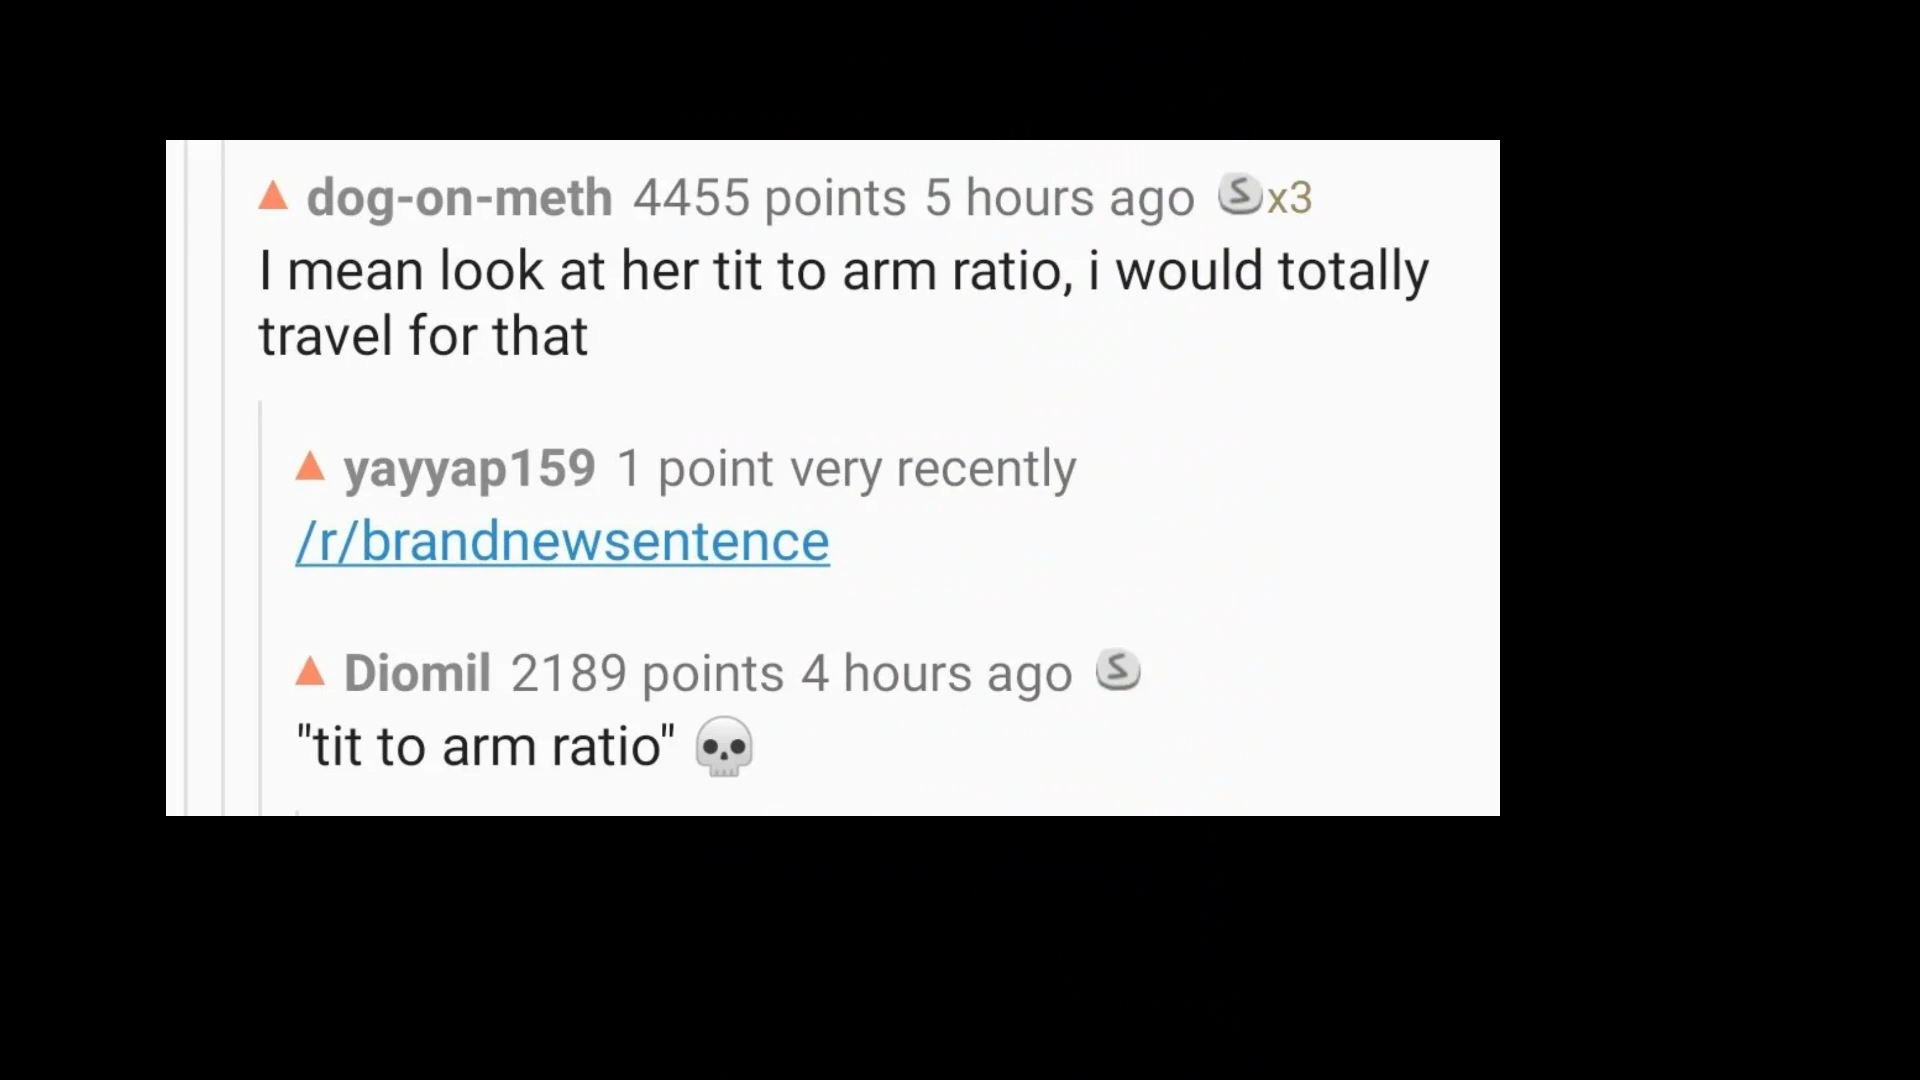 dog-on-meth 4455 points 5 hours ago S x3
I mean look at her tit to arm ratio, i would totally
travel for that
yayyap159 1 point very recently
/r/brandnewsentence
Diomil 2189 points 4 hours ago S
"tit to arm ratio" 💀